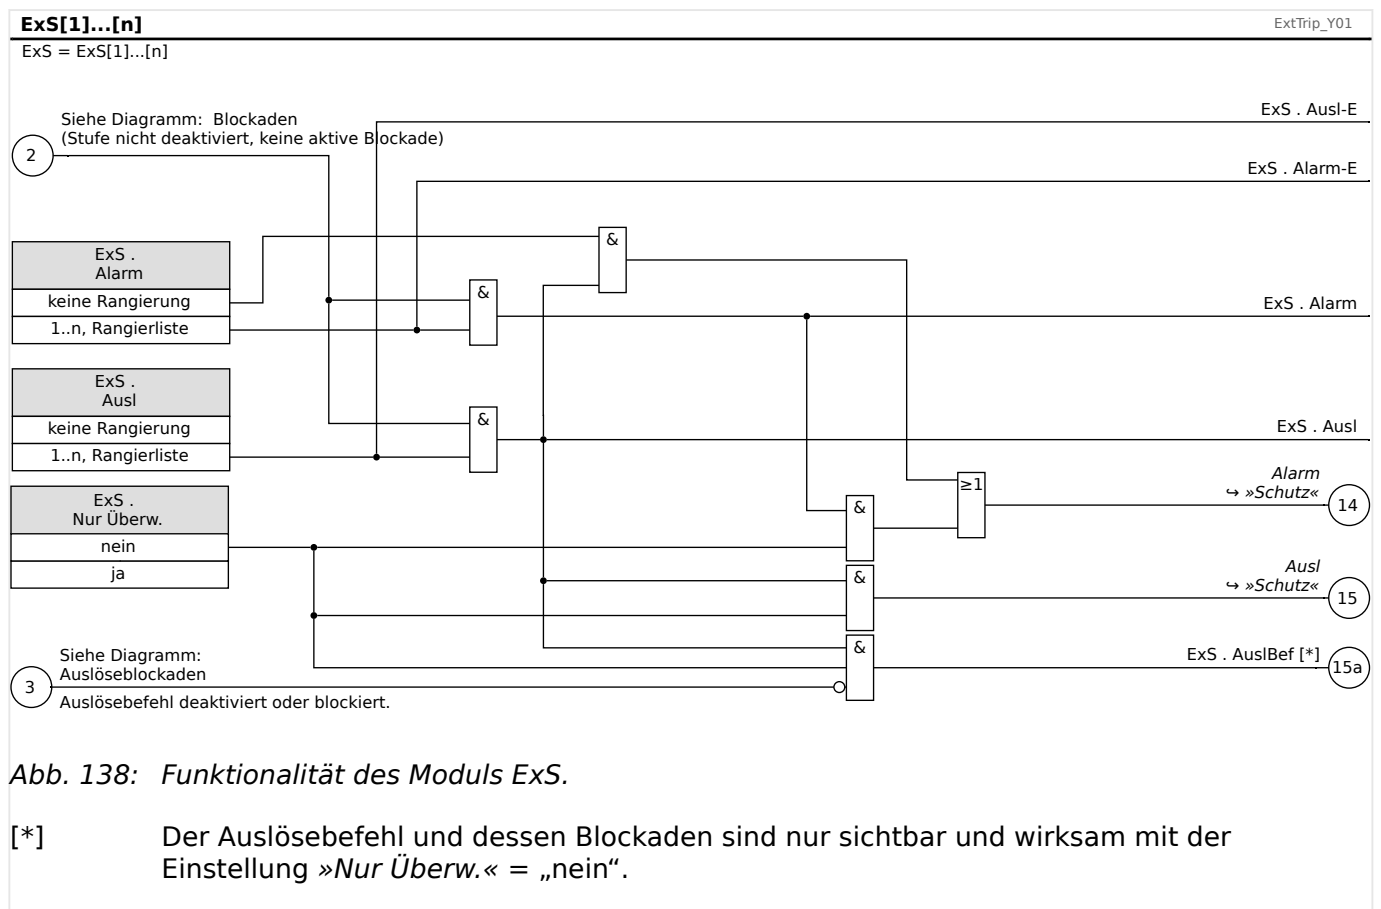 ExS[1]...[n]
ExtTrip_Y01
ExS = ExS[1]...[n]
Siehe Diagramm:  Blockaden
(Stufe nicht deaktiviert, keine aktive Blockade)
2
ExS . Ausl-E
ExS . Alarm-E
ExS .
Alarm
keine Rangierung
1..n, Rangierliste
&
&
ExS . Alarm
ExS .
Ausl
keine Rangierung
1..n, Rangierliste
&
ExS . Ausl
ExS .
Nur Überw.
nein
ja
≥1
&
Alarm
↪ »Schutz«
14
&
Ausl
↪ »Schutz«
15
&
ExS . AuslBef [*]
15a
Siehe Diagramm:
Auslöseblockaden
3
Auslösebefehl deaktiviert oder blockiert.
Abb. 138: Funktionalität des Moduls ExS.
[*] Der Auslösebefehl und dessen Blockaden sind nur sichtbar und wirksam mit der
Einstellung »Nur Überw.« = „nein“.